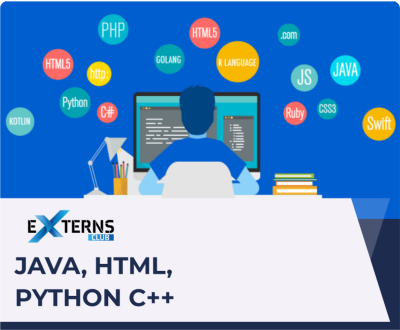 PHP
HTML5
.com
HTML5
GOLANG
R LANGUAGE
http
JS
JAVA
Python
C#
Ruby
CSS3
KOTLIN
Swift
EXTERNS
CLUB
JAVA, HTML,
PYTHON C++